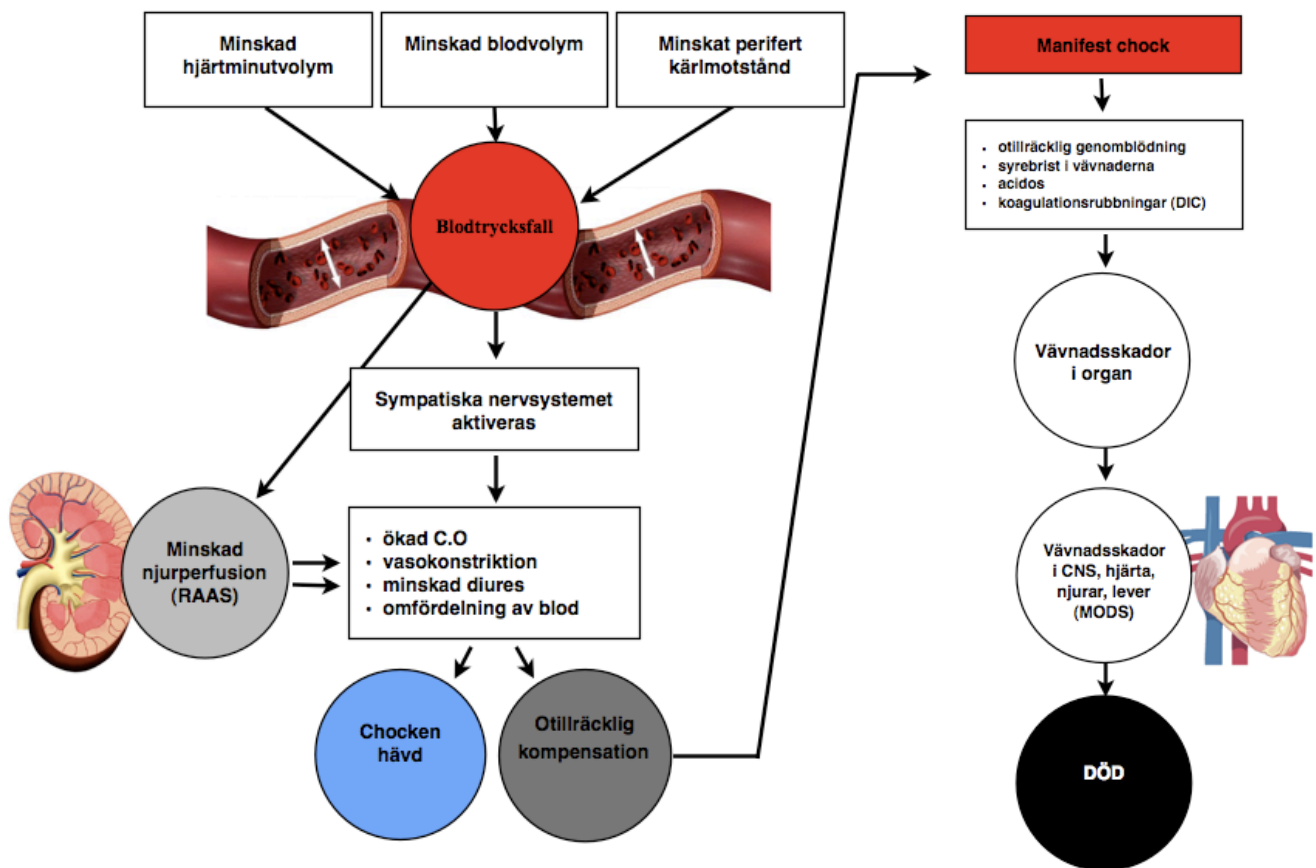 Minskad
hjärtminutvolym
Minskad blodvolym
Minskat perifert
kärlmotstånd
Blodtrycksfall
Sympatiska nervsystemet
aktiveras
Minskad
njurperfusion
(RAAS)
• ökad C.O
• vasokonstriktion
• minskad diures
• omfördelning av blod
Chocken
hävd
Otillräcklig
kompensation
Manifest chock
• otillräcklig genomblödning
• syrebrist i vävnaderna
• acidos
• koagulationsrubbningar (DIC)
Vävnadsskador
i organ
Vävnadsskador
i CNS, hjärta,
njurar, lever
(MODS)
DÖD